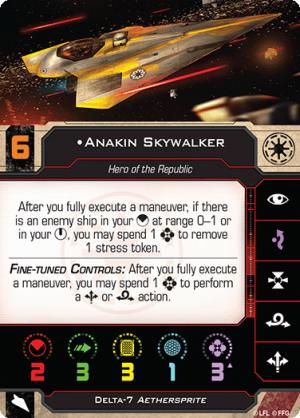 6
•Anakin Skywalker
Hero of the Republic
After you fully execute a maneuver, if there
is an enemy ship in your at range 0–1 or
in your , you may spend 1 to remove
1 stress token.
Fine-tuned Controls: After you fully execute
a maneuver, you may spend 1 to perform
a or action.
2 3 3 1 3
Delta-7 Aethersprite
©LFL ©FFG